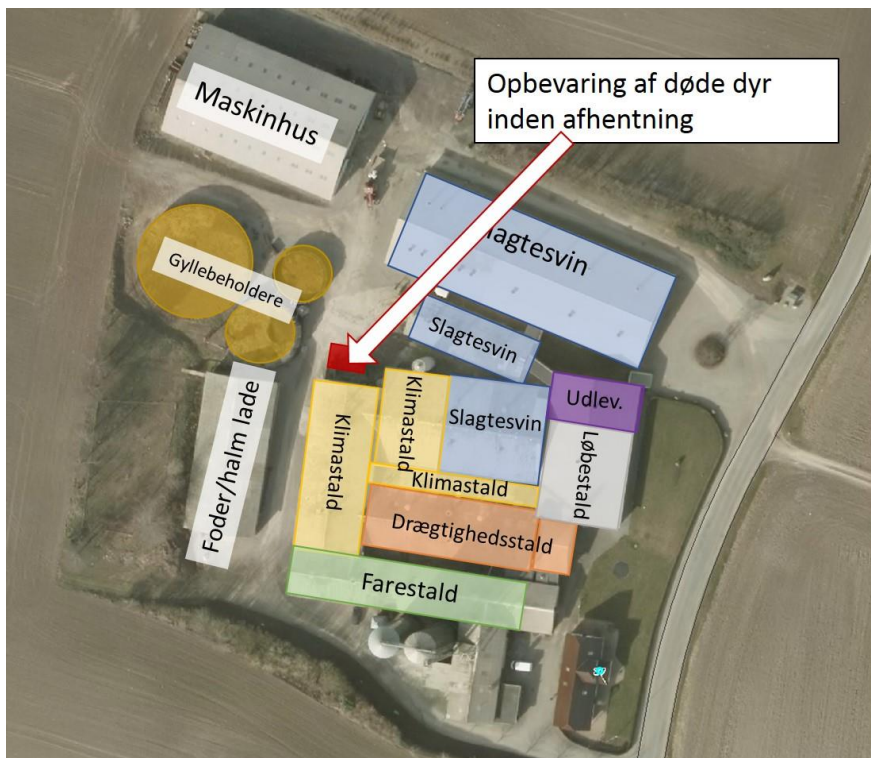 Opbevaring af døde dyr
inden afhentning
Maskinhus
lagtesvin
Gyllebeholdere
Slagtesvin
Klimastald
Klimastald
Slagtesvin
Udlev.
Løbestald
Klimastald
Drægtighedsstald
Foder/halm lade
Farestald